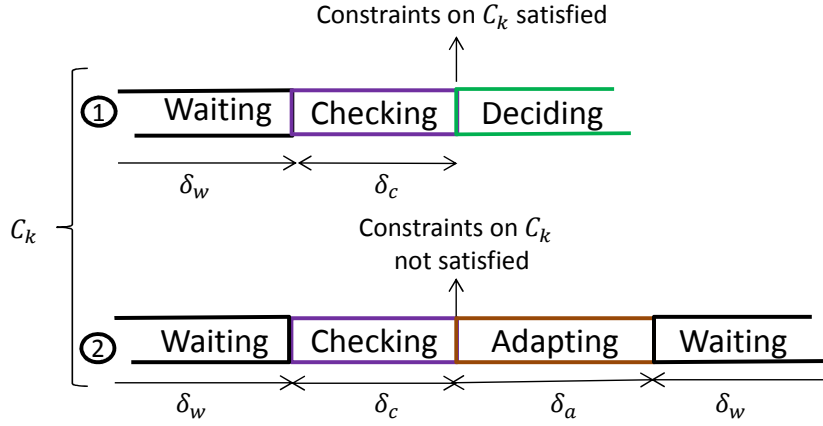 Constraints on C_k satisfied
1 Waiting Checking Deciding
δ_w δ_c
C_k
Constraints on C_k
not satisfied
2 Waiting Checking Adapting Waiting
δ_w δ_c δ_a δ_w